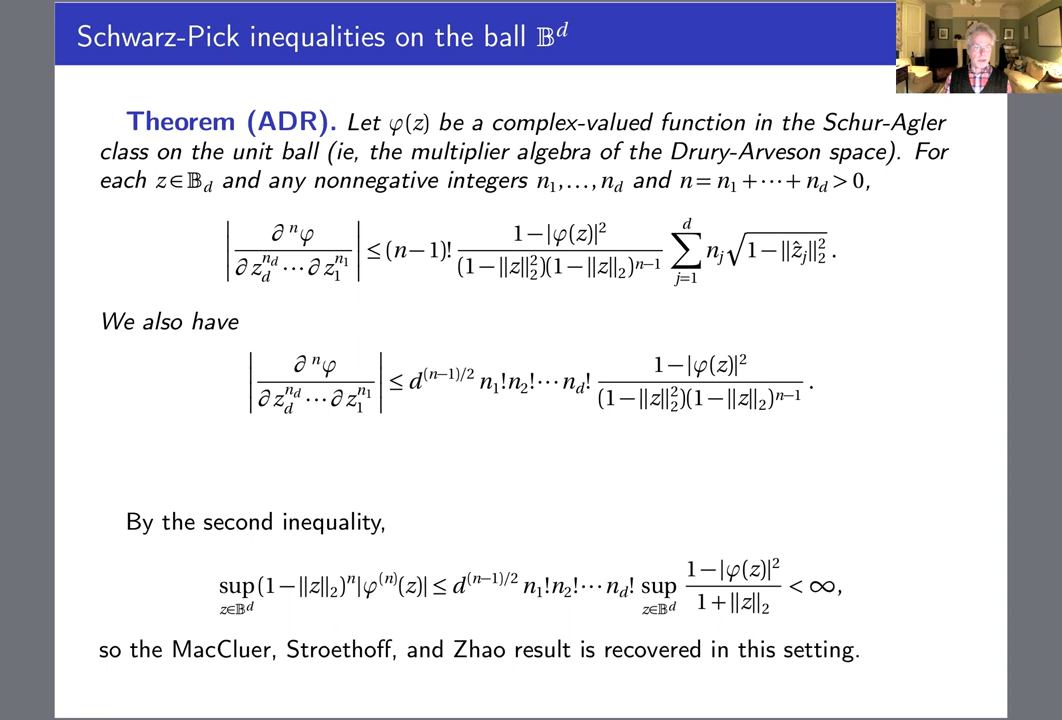 Schwarz-Pick inequalities on the ball 𝔹^d
Theorem (ADR). Let φ(z) be a complex-valued function in the Schur-Agler
class on the unit ball (ie, the multiplier algebra of the Drury-Arveson space). For
each z∈𝔹_d and any nonnegative integers n_1,…,n_d and n = n_1+⋯+n_d > 0,
|∂^n φ / ∂z_d^{n_d}⋯∂z_1^{n_1}| ≤ (n−1)! (1−|φ(z)|^2) / ((1−‖z‖_2^2)(1−‖z‖_2)^{n−1}) ∑_{j=1}^{d} n_j √(1−‖ẑ_j‖_2^2) .
We also have
|∂^n φ / ∂z_d^{n_d}⋯∂z_1^{n_1}| ≤ d^{(n−1)/2} n_1!n_2!⋯n_d! (1−|φ(z)|^2) / ((1−‖z‖_2^2)(1−‖z‖_2)^{n−1}) .
By the second inequality,
sup_{z∈𝔹^d} (1−‖z‖_2)^n |φ^{(n)}(z)| ≤ d^{(n−1)/2} n_1!n_2!⋯n_d! sup_{z∈𝔹^d} (1−|φ(z)|^2) / (1+‖z‖_2) < ∞,
so the MacCluer, Stroethoff, and Zhao result is recovered in this setting.